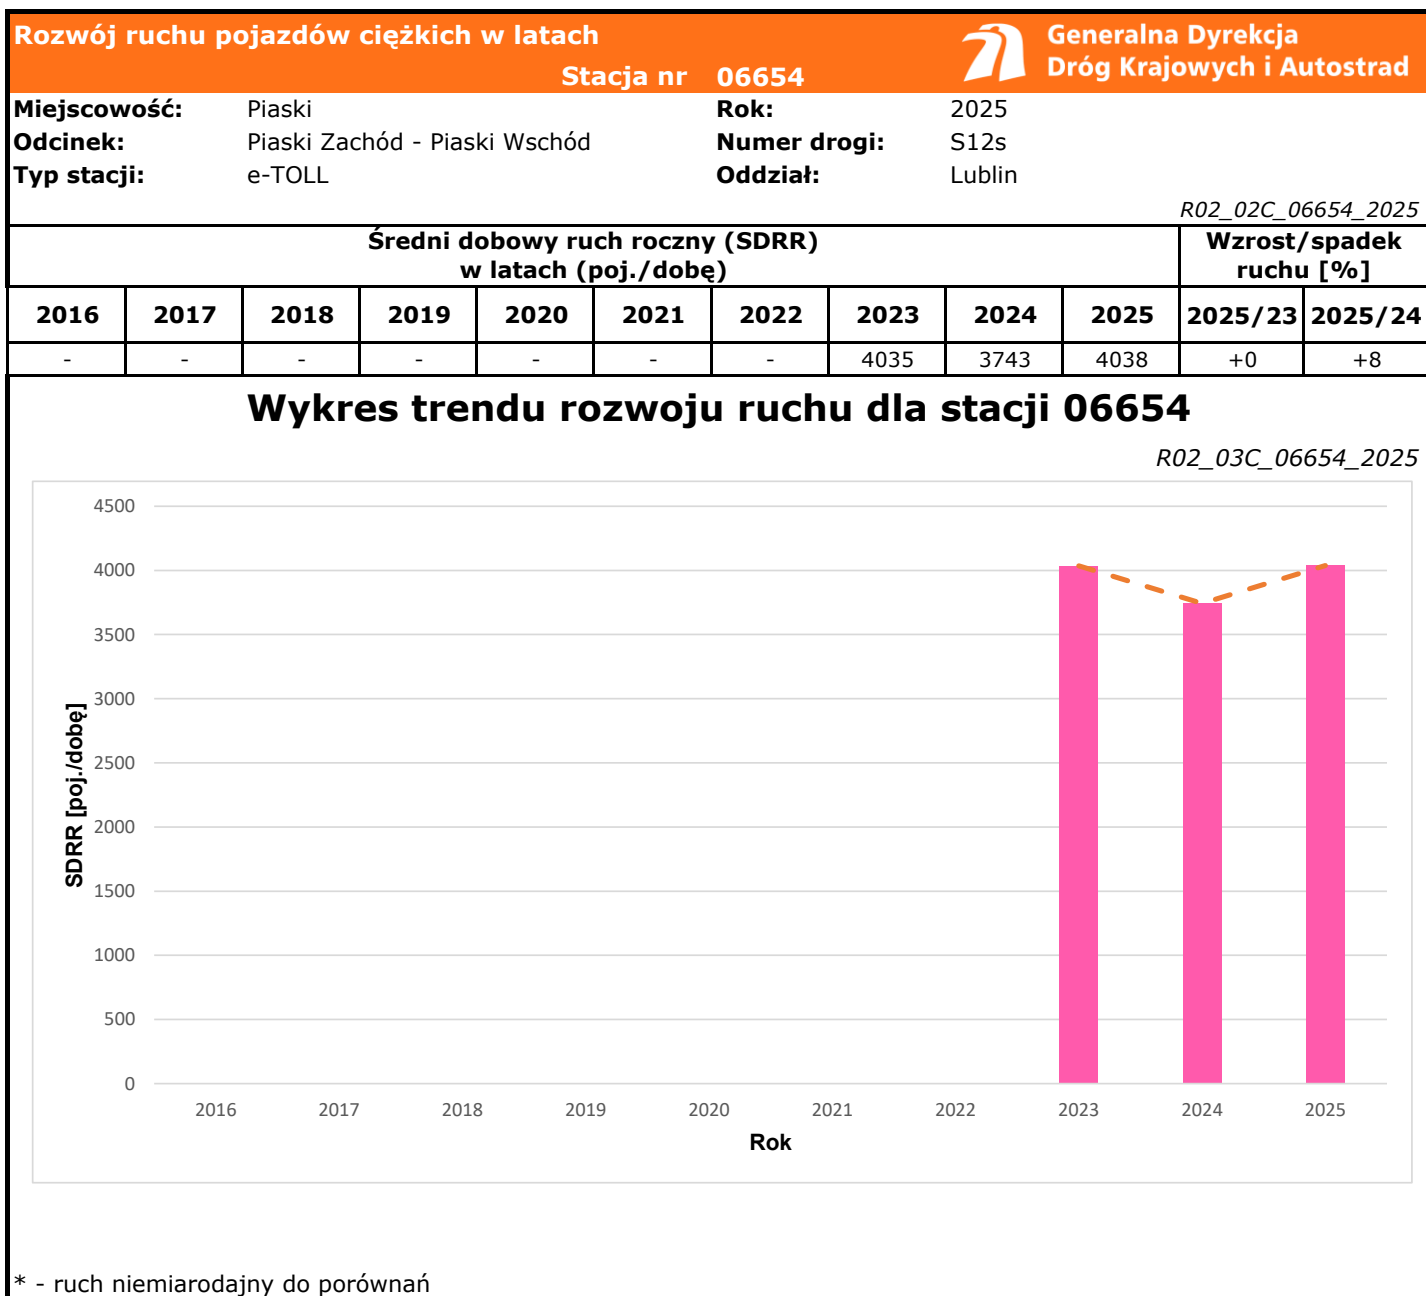 Rozwój ruchu pojazdów ciężkich w latach
Stacja nr 06654
Generalna Dyrekcja
Dróg Krajowych i Autostrad
Miejscowość: Piaski Rok: 2025
Odcinek: Piaski Zachód - Piaski Wschód Numer drogi: S12s
Typ stacji: e-TOLL Oddział: Lublin
R02_02C_06654_2025
Średni dobowy ruch roczny (SDRR)
w latach (poj./dobę)
Wzrost/spadek
ruchu [%]
2016 2017 2018 2019 2020 2021 2022 2023 2024 2025 2025/23 2025/24
- - - - - - - 4035 3743 4038 +0 +8
Wykres trendu rozwoju ruchu dla stacji 06654
R02_03C_06654_2025
4500
4000
3500
3000
2500
2000
1500
1000
500
0
SDRR [poj./dobę]
2016 2017 2018 2019 2020 2021 2022 2023 2024 2025
Rok
* - ruch niemiarodajny do porównań